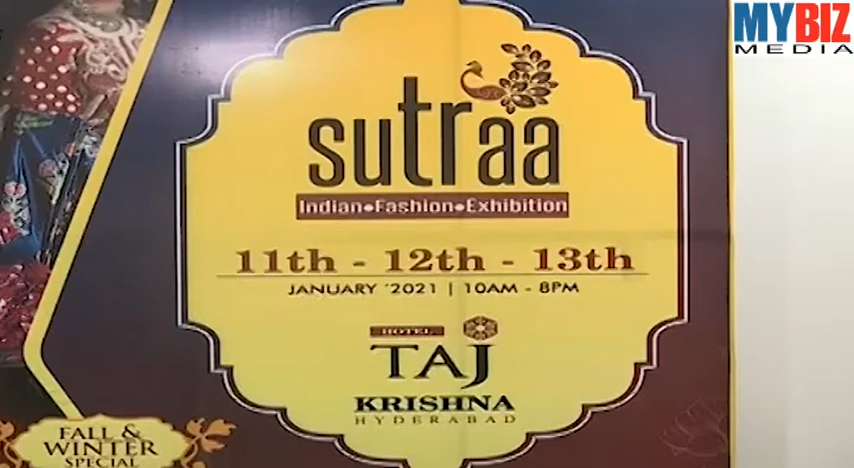 MYBIZ
MEDIA
sutraa
Indian•Fashion•Exhibition
11th - 12th - 13th
JANUARY '2021 | 10AM - 8PM
HOTEL
TAJ
KRISHNA
HYDERABAD
FALL &
WINTER
SPECIAL